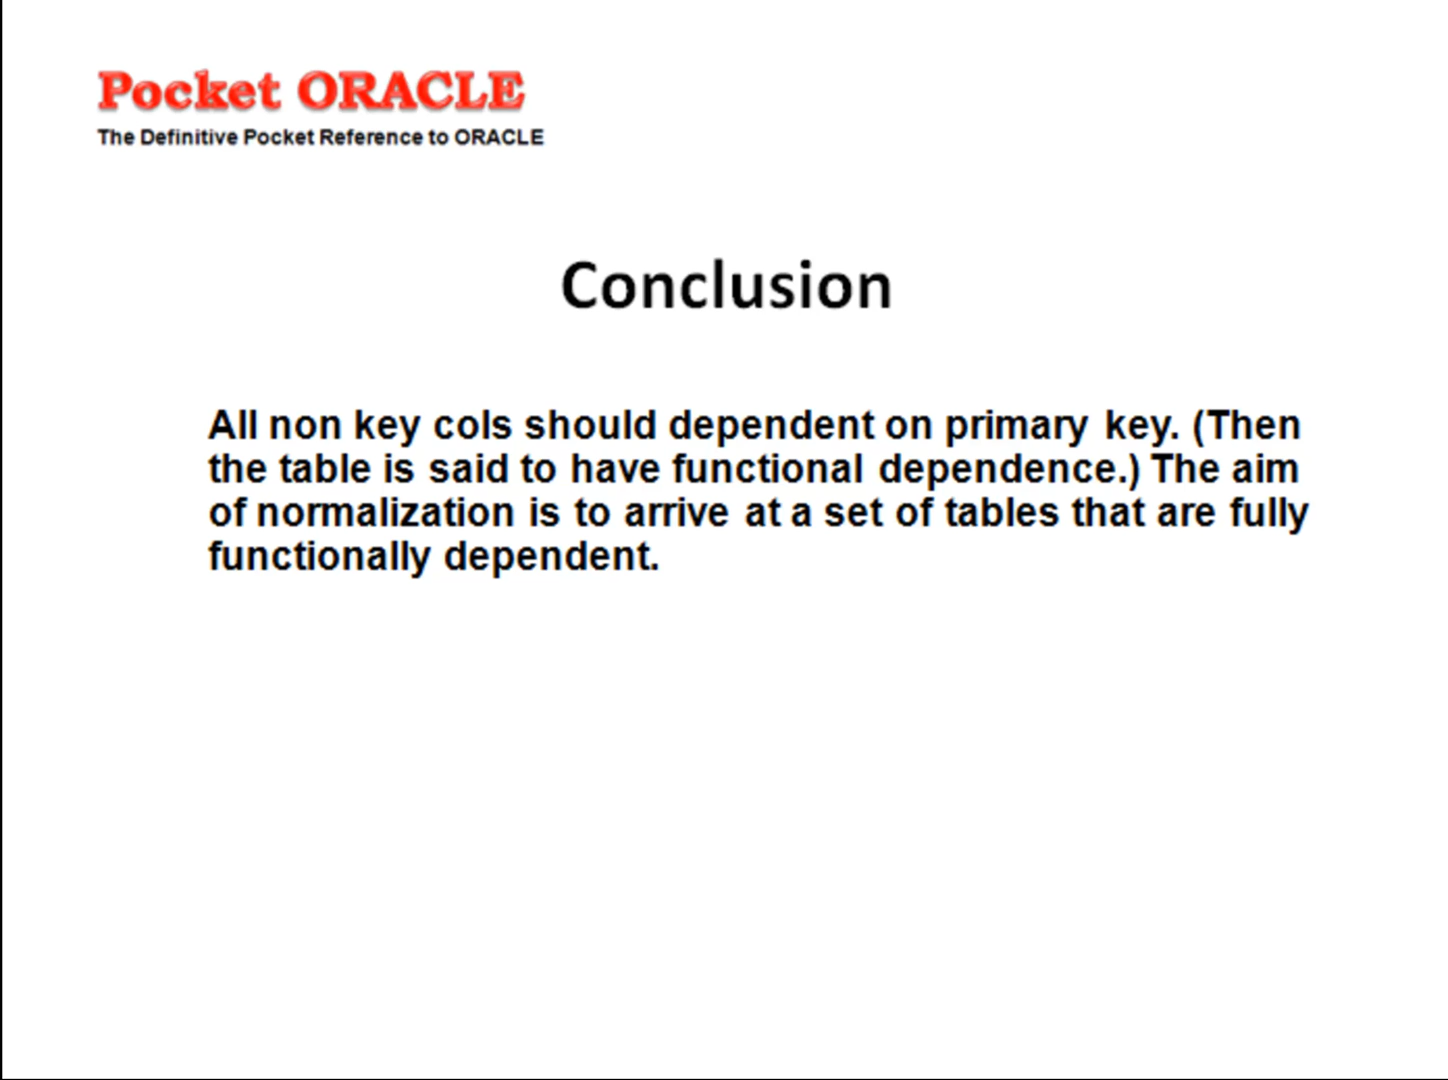 Pocket ORACLE
The Definitive Pocket Reference to ORACLE
Conclusion
All non key cols should dependent on primary key. (Then
the table is said to have functional dependence.) The aim
of normalization is to arrive at a set of tables that are fully
functionally dependent.